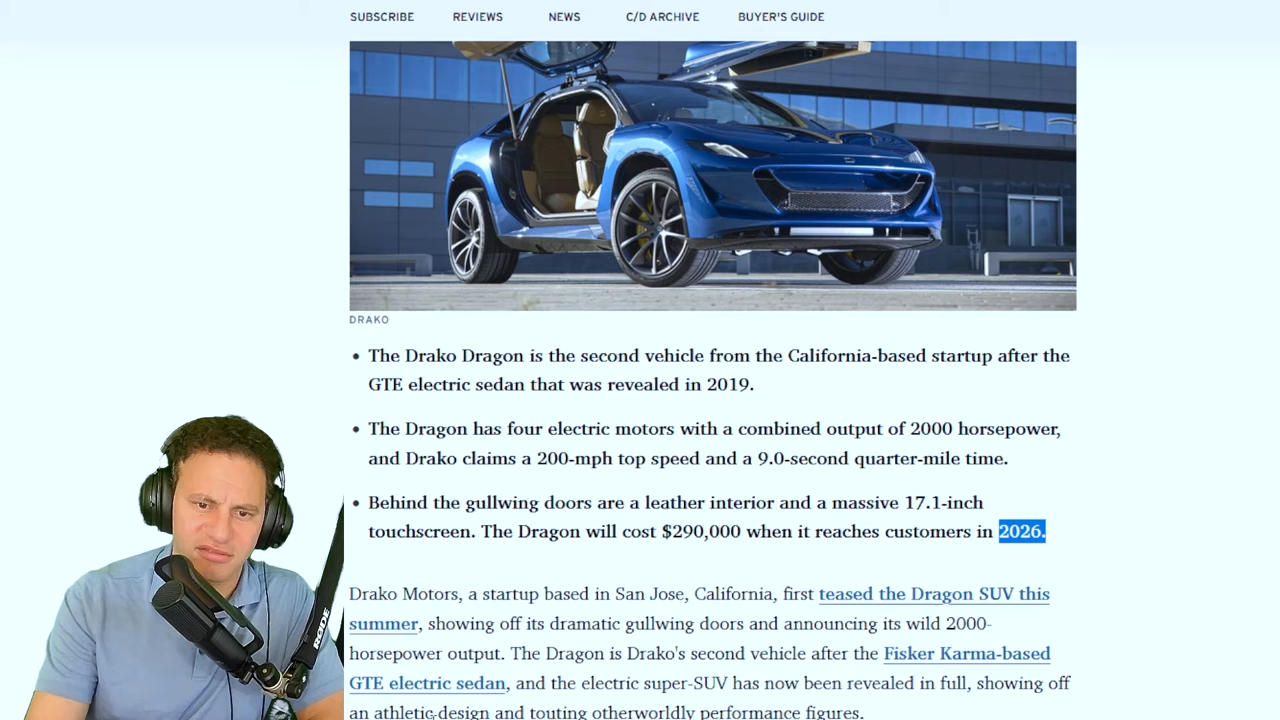 SUBSCRIBE REVIEWS NEWS C/D ARCHIVE BUYER'S GUIDE
DRAKO
• The Drako Dragon is the second vehicle from the California-based startup after the
GTE electric sedan that was revealed in 2019.
• The Dragon has four electric motors with a combined output of 2000 horsepower,
and Drako claims a 200-mph top speed and a 9.0-second quarter-mile time.
• Behind the gullwing doors are a leather interior and a massive 17.1-inch
touchscreen. The Dragon will cost $290,000 when it reaches customers in 2026.
Drako Motors, a startup based in San Jose, California, first teased the Dragon SUV this
summer, showing off its dramatic gullwing doors and announcing its wild 2000-
horsepower output. The Dragon is Drako's second vehicle after the Fisker Karma-based
GTE electric sedan, and the electric super-SUV has now been revealed in full, showing off
an athletic design and touting otherworldly performance figures.
RODE